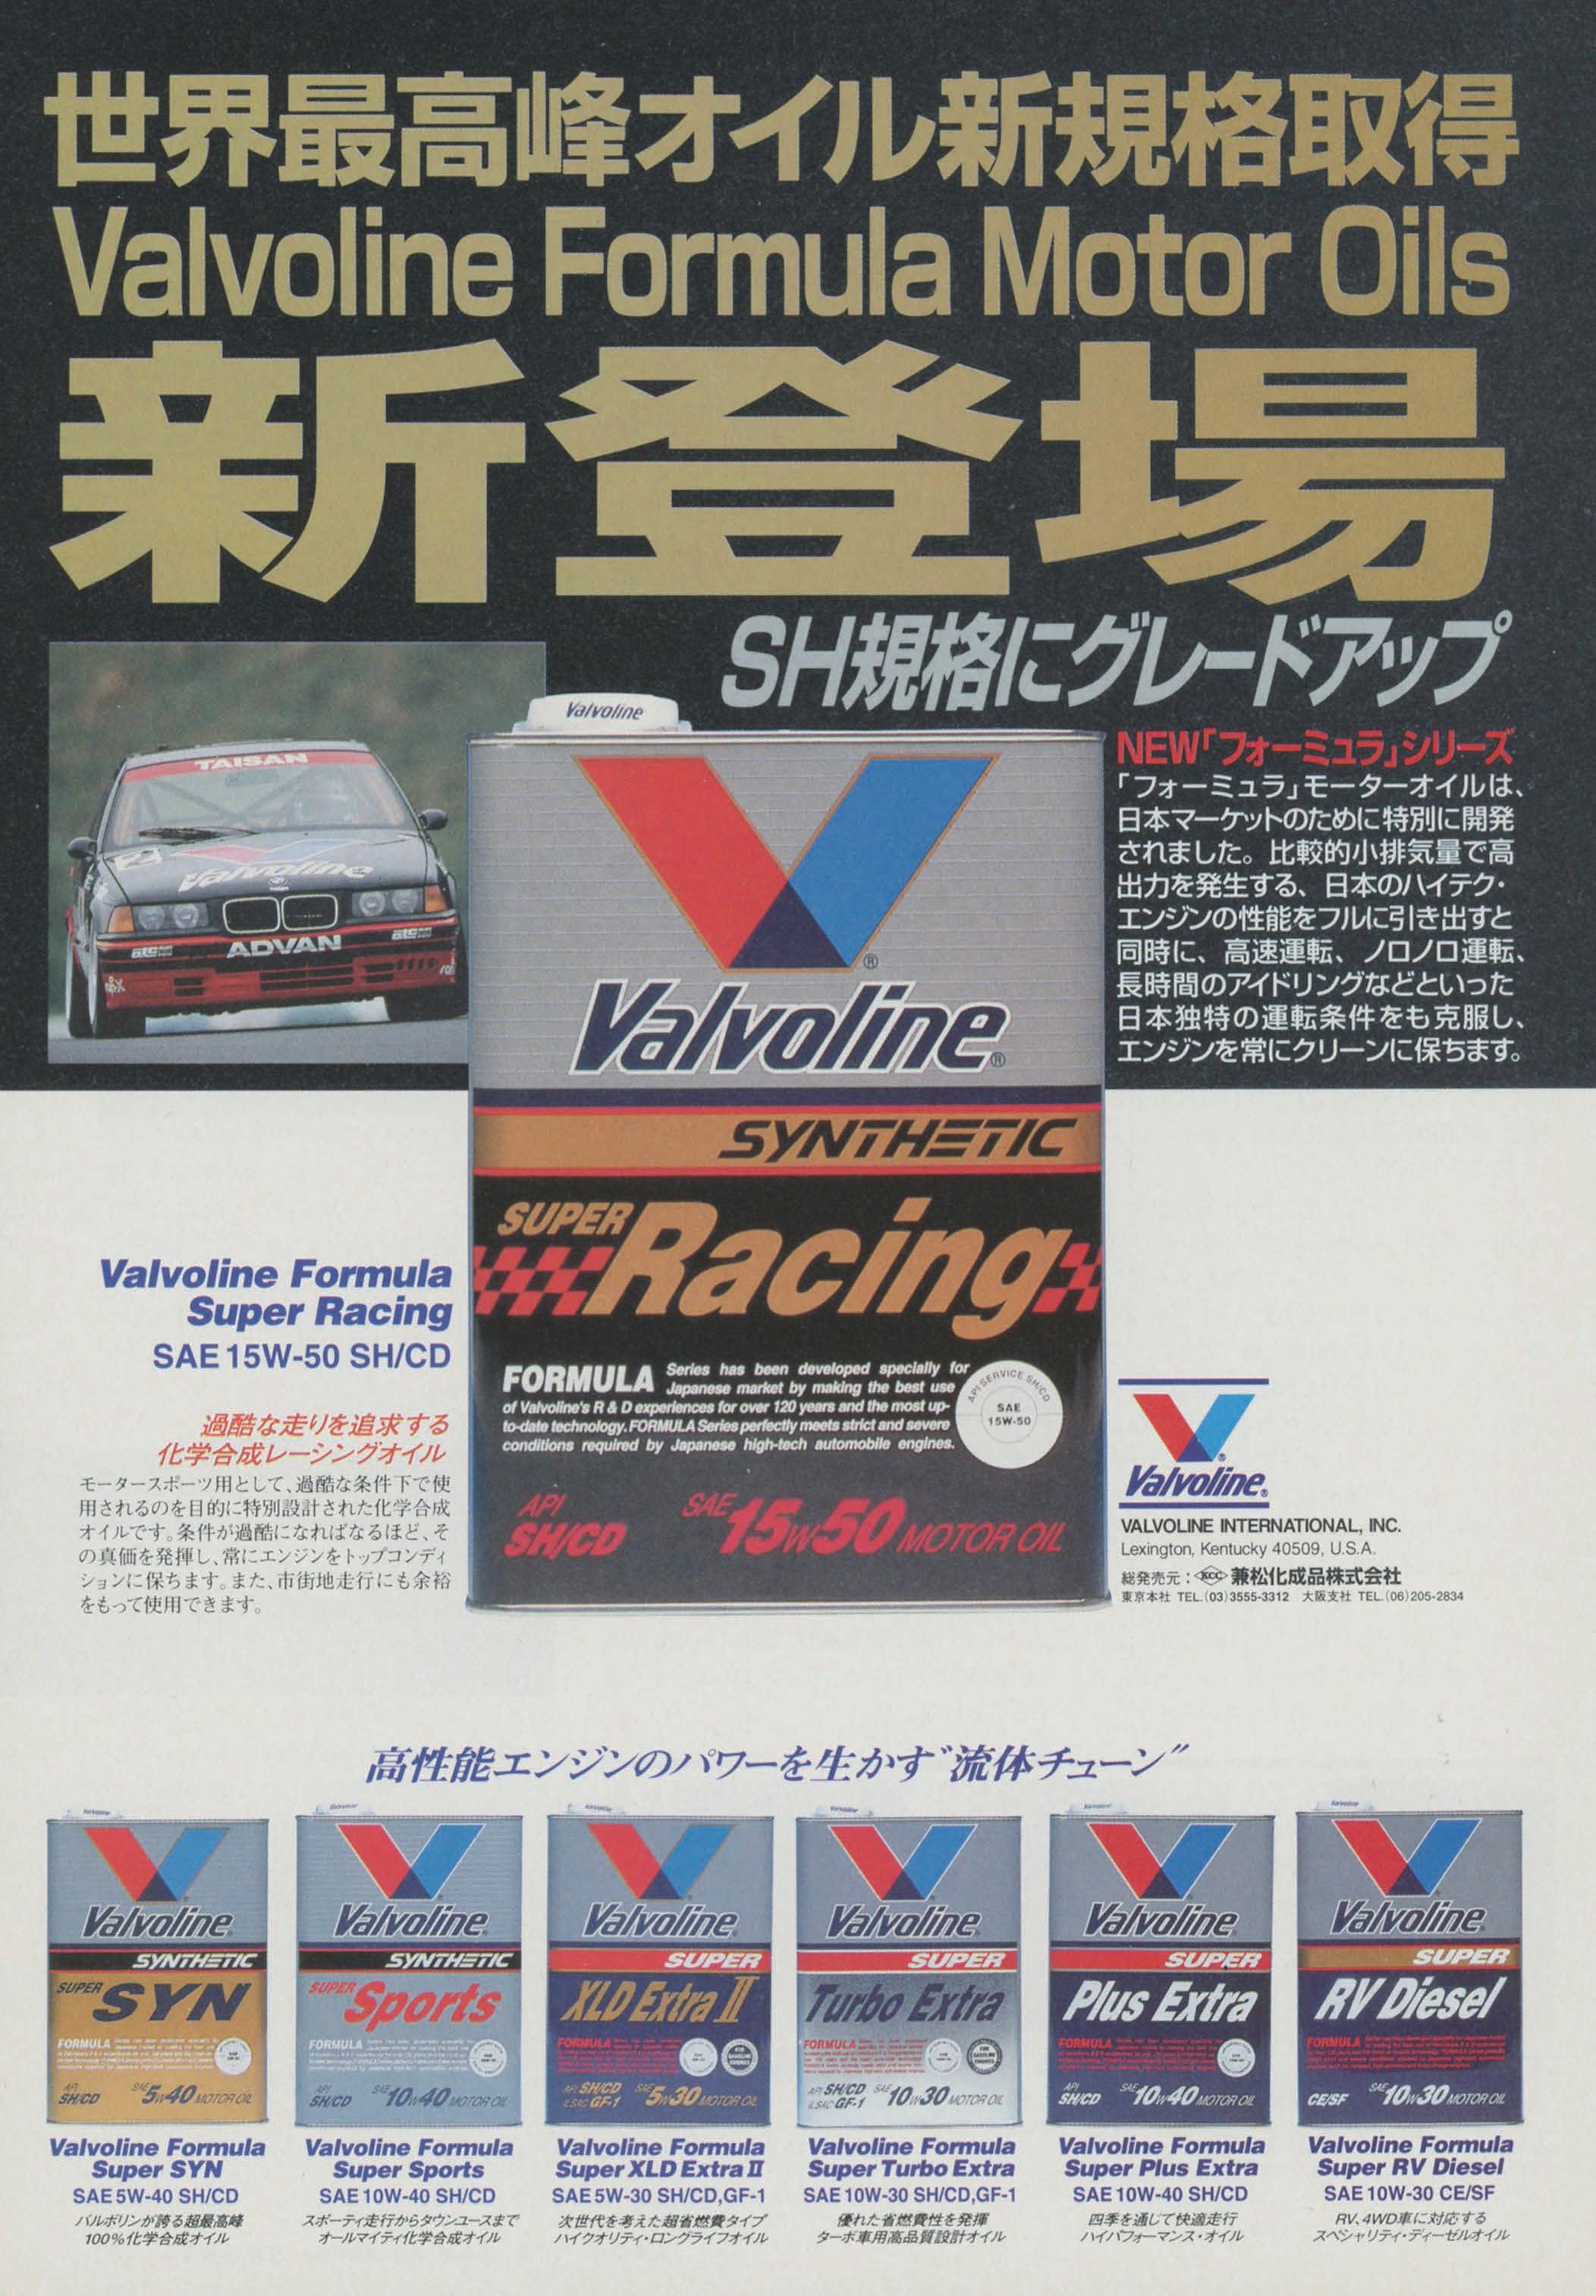 世界最高峰オイル新規格取得
Valvoline Formula Motor Oils
新登場
SH規格にグレードアップ
TAISAN
Valvoline
ADVAN
Valvoline
NEW「フォーミュラ」シリーズ
「フォーミュラ」モーターオイルは、
日本マーケットのために特別に開発
されました。比較的小排気量で高
出力を発生する、日本のハイテク・
エンジンの性能をフルに引き出すと
同時に、高速運転、ノロノロ運転、
長時間のアイドリングなどといった
日本独特の運転条件をも克服し、
エンジンを常にクリーンに保ちます。
Valvoline®
SYNTHETIC
SUPER Racing
FORMULA Series has been developed specially for
Japanese market by making the best use
of Valvoline's R & D experiences for over 120 years and the most up-
to-date technology. FORMULA Series perfectly meets strict and severe
conditions required by Japanese high-tech automobile engines.
API SERVICE SH/CD
SAE
15W-50
API
SH/CD
SAE 15W50 MOTOR OIL
Valvoline Formula
Super Racing
SAE 15W-50 SH/CD
過酷な走りを追求する
化学合成レーシングオイル
モータースポーツ用として、過酷な条件下で使
用されるのを目的に特別設計された化学合成
オイルです。条件が過酷になればなるほど、そ
の真価を発揮し、常にエンジンをトップコンディ
ションに保ちます。また、市街地走行にも余裕
をもって使用できます。
Valvoline®
VALVOLINE INTERNATIONAL, INC.
Lexington, Kentucky 40509, U.S.A.
総発売元：KCC 兼松化成品株式会社
東京本社 TEL.(03)3555-3312 大阪支社 TEL.(06)205-2834
高性能エンジンのパワーを生かす“流体チューン”
Valvoline
SYNTHETIC
SUPER SYN
FORMULA
API
SH/CD
SAE 5W40 MOTOR OIL
Valvoline Formula
Super SYN
SAE 5W-40 SH/CD
バルボリンが誇る超最高峰
100%化学合成オイル
Valvoline
SYNTHETIC
SUPER Sports
FORMULA
API
SH/CD
SAE 10W40 MOTOR OIL
Valvoline Formula
Super Sports
SAE 10W-40 SH/CD
スポーティ走行からタウンユースまで
オールマイティ化学合成オイル
Valvoline
SUPER
XLD Extra II
FORMULA
API SH/CD
ILSAC GF-1
SAE 5W30 MOTOR OIL
Valvoline Formula
Super XLD Extra II
SAE 5W-30 SH/CD,GF-1
次世代を考えた超省燃費タイプ
ハイクオリティ・ロングライフオイル
Valvoline
SUPER
Turbo Extra
FORMULA
API SH/CD
ILSAC GF-1
SAE 10W30 MOTOR OIL
Valvoline Formula
Super Turbo Extra
SAE 10W-30 SH/CD,GF-1
優れた省燃費性を発揮
ターボ車用高品質設計オイル
Valvoline
SUPER
Plus Extra
FORMULA
API
SH/CD
SAE 10W40 MOTOR OIL
Valvoline Formula
Super Plus Extra
SAE 10W-40 SH/CD
四季を通じて快適走行
ハイパフォーマンス・オイル
Valvoline
SUPER
RV Diesel
FORMULA
CE/SF
SAE 10W30 MOTOR OIL
Valvoline Formula
Super RV Diesel
SAE 10W-30 CE/SF
RV、4WD車に対応する
スペシャリティ・ディーゼルオイル